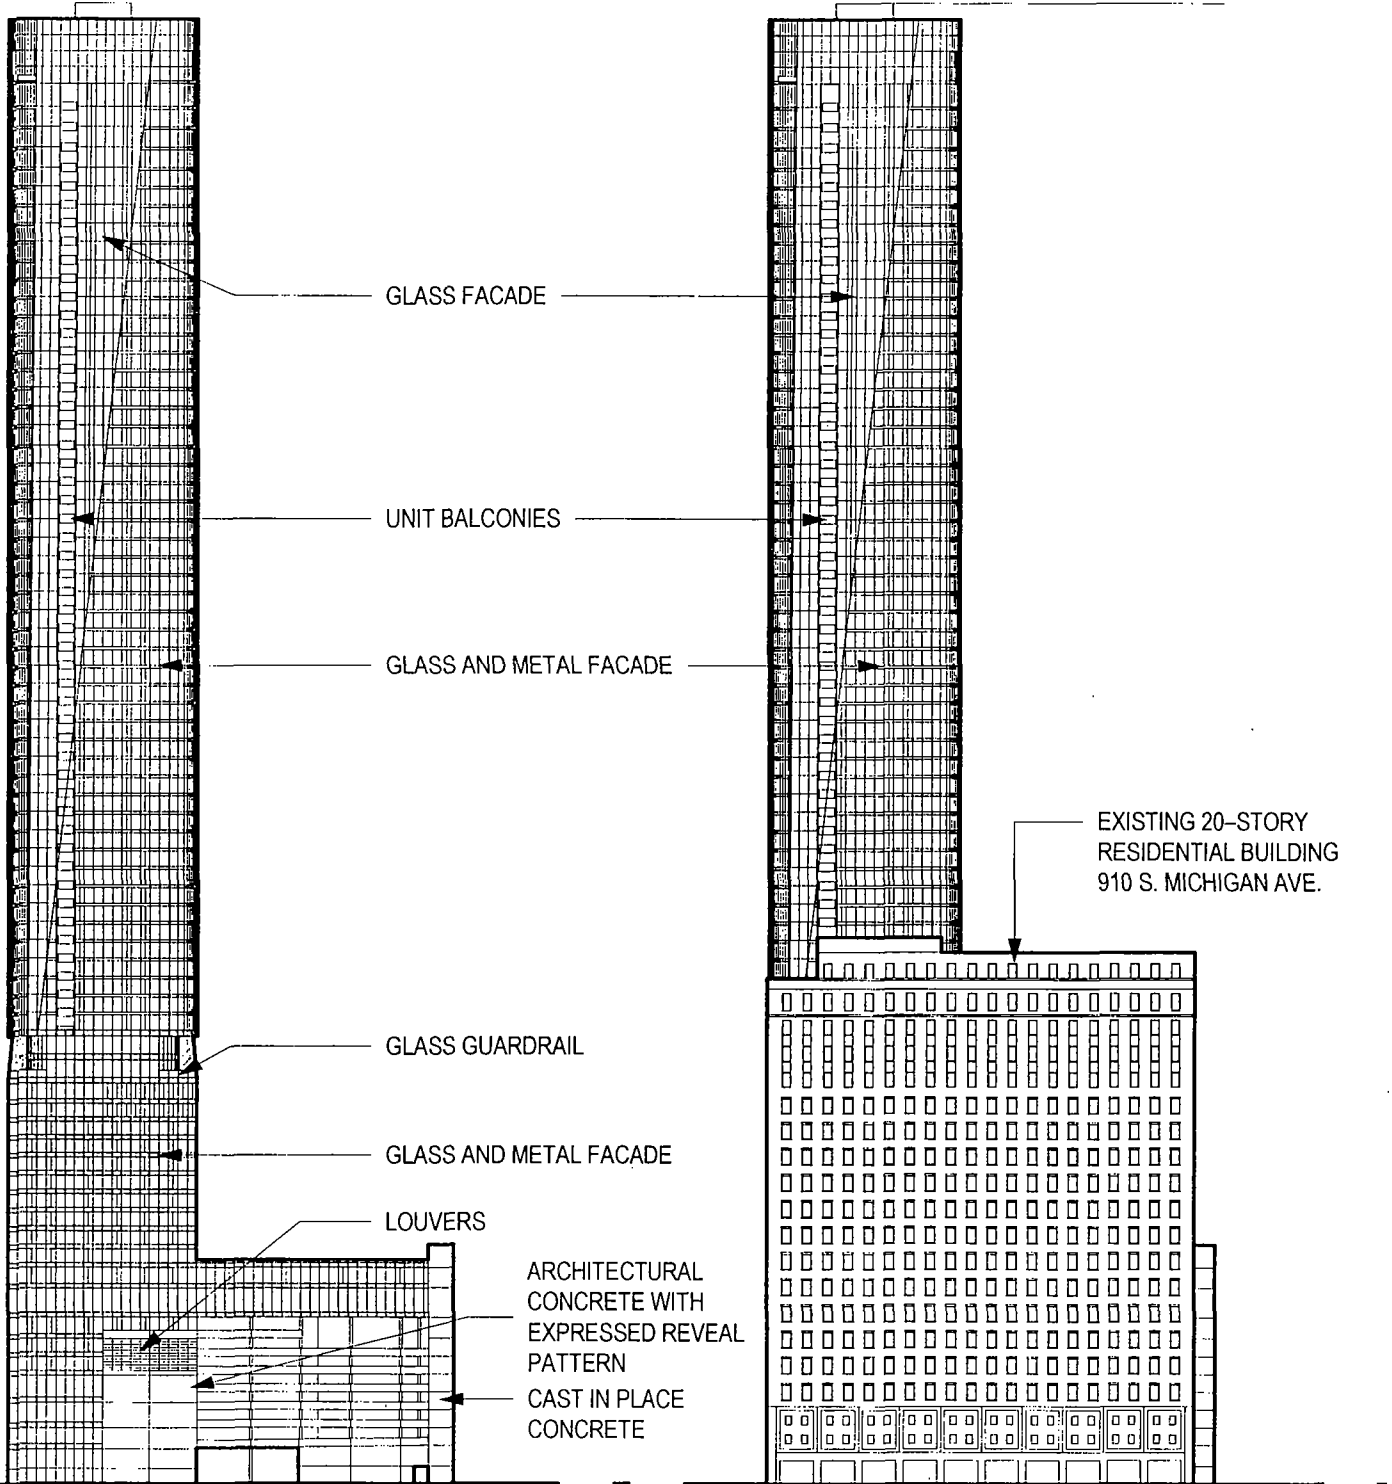 GLASS FACADE
UNIT BALCONIES
GLASS AND METAL FACADE
EXISTING 20–STORY
RESIDENTIAL BUILDING
910 S. MICHIGAN AVE.
GLASS GUARDRAIL
GLASS AND METAL FACADE
LOUVERS
ARCHITECTURAL
CONCRETE WITH
EXPRESSED REVEAL
PATTERN
CAST IN PLACE
CONCRETE